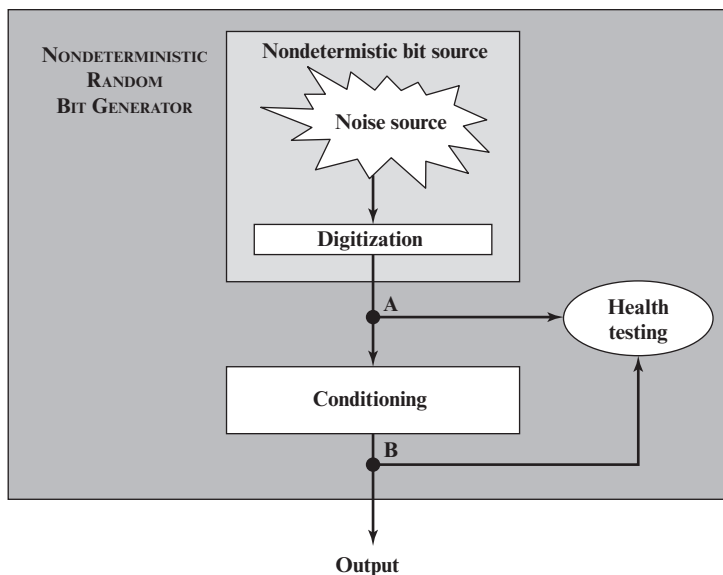 NONDETERMINISTIC
RANDOM
BIT GENERATOR
Nondetermistic bit source
Noise source
Digitization
A
Health
testing
Conditioning
B
Output